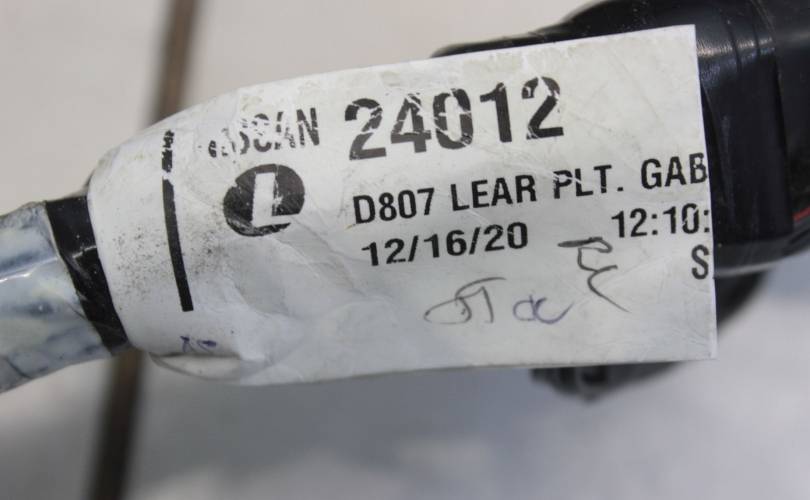 24012
L
D807 LEAR PLT. GAB
12/16/20 12:10:
S